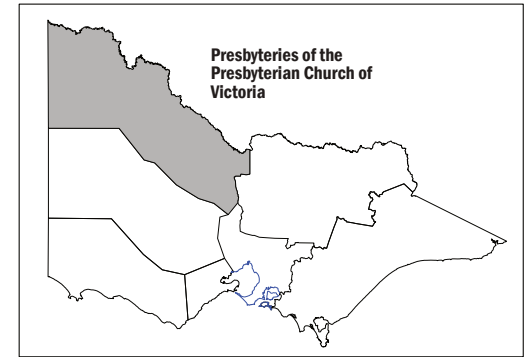 Presbyteries of the
Presbyterian Church of
Victoria